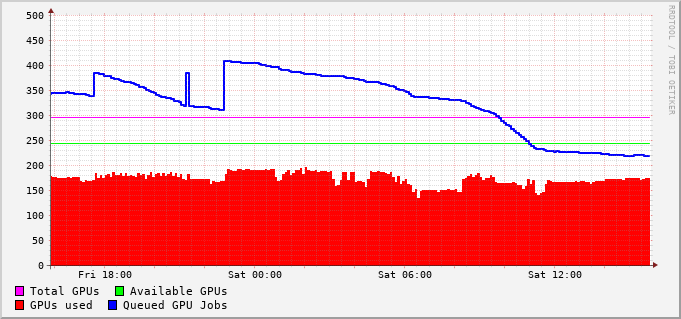 500
450
400
350
300
250
200
150
100
50
0
Fri 18:00 Sat 00:00 Sat 06:00 Sat 12:00
Total GPUs Available GPUs
GPUs used Queued GPU Jobs
RRDTOOL / TOBI OETIKER